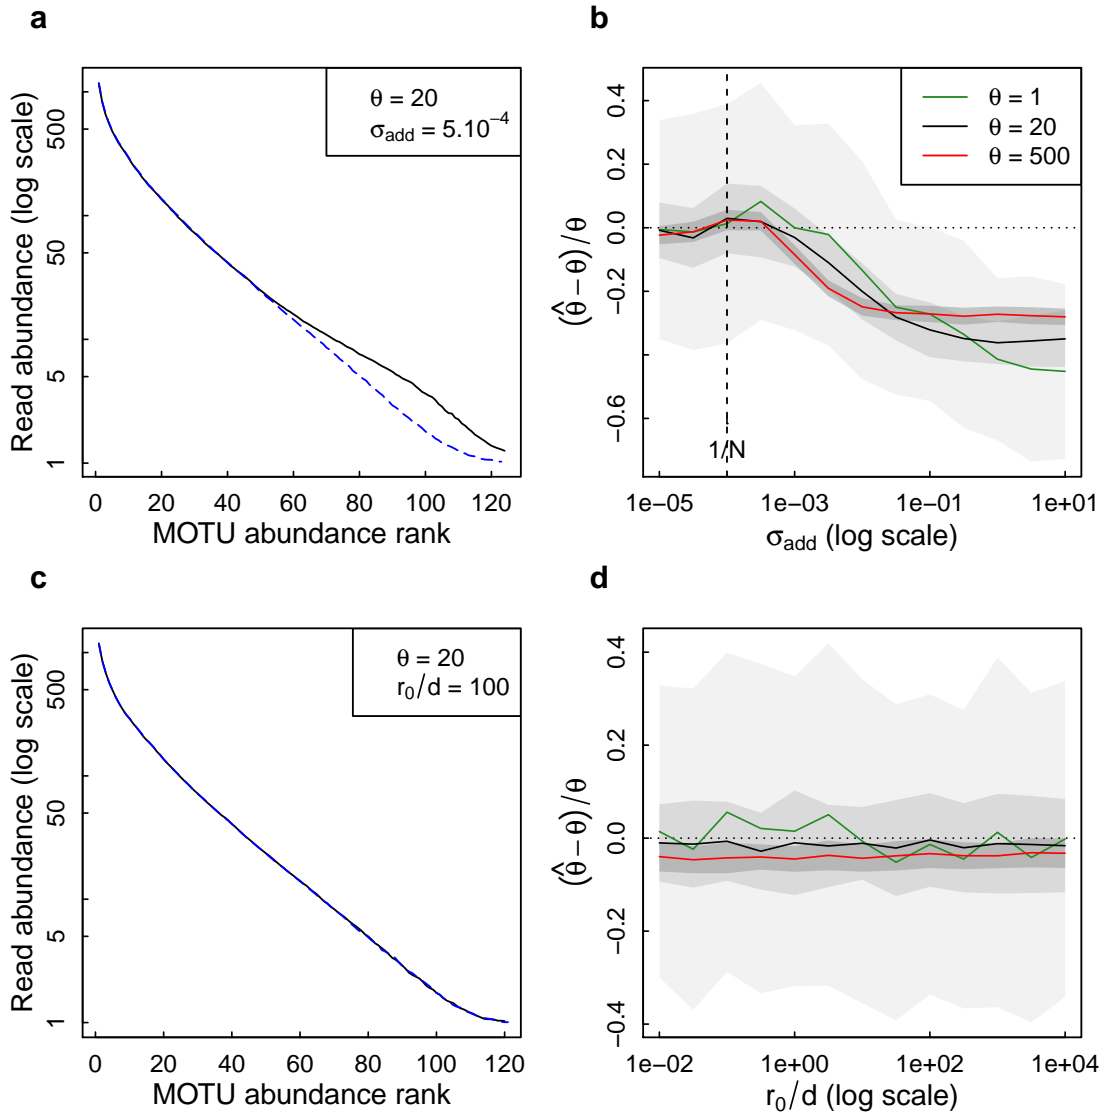 a
θ = 20
σadd = 5.10⁻⁴
Read abundance (log scale)
500
50
5
1
0 20 40 60 80 100 120
MOTU abundance rank
b
θ = 1
θ = 20
θ = 500
(θ̂ − θ)/θ
0.4
0.2
0.0
−0.2
−0.6
1/N
1e−05 1e−03 1e−01 1e+01
σadd (log scale)
c
θ = 20
r₀/d = 100
Read abundance (log scale)
500
50
5
1
0 20 40 60 80 100 120
MOTU abundance rank
d
(θ̂ − θ)/θ
0.4
0.2
0.0
−0.2
−0.4
1e−02 1e+00 1e+02 1e+04
r₀/d (log scale)